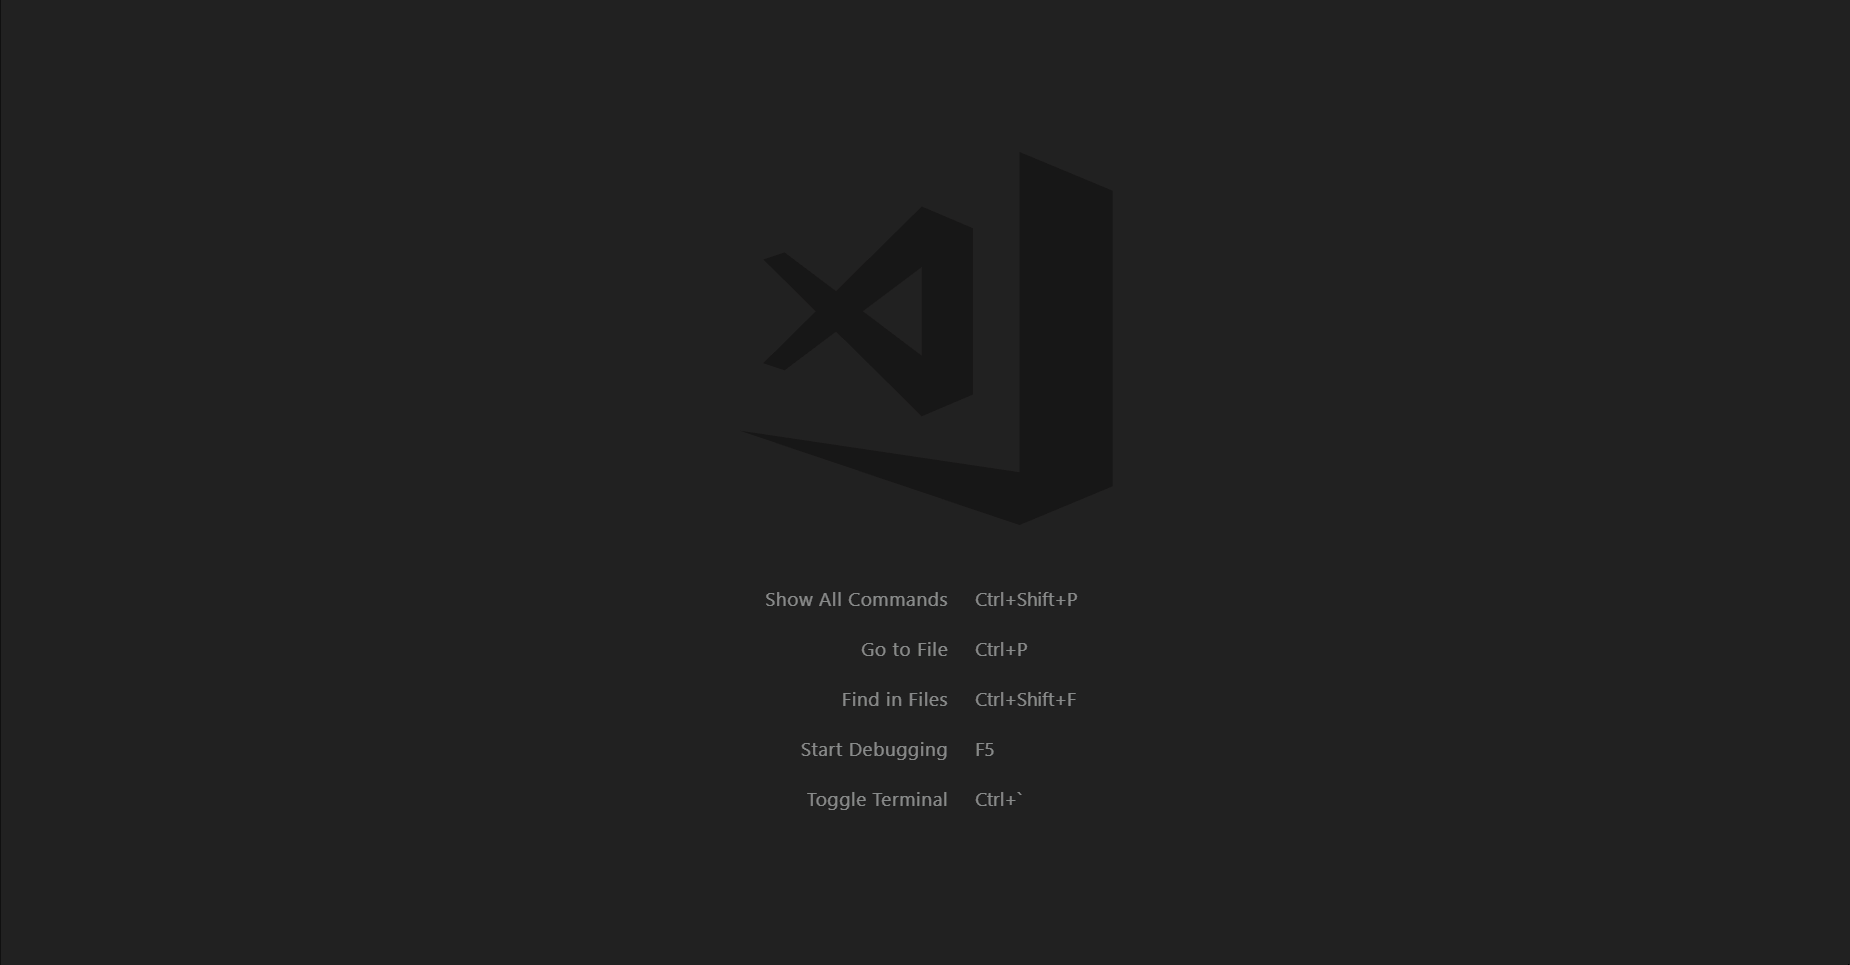 Show All Commands Ctrl+Shift+P
Go to File Ctrl+P
Find in Files Ctrl+Shift+F
Start Debugging F5
Toggle Terminal Ctrl+`